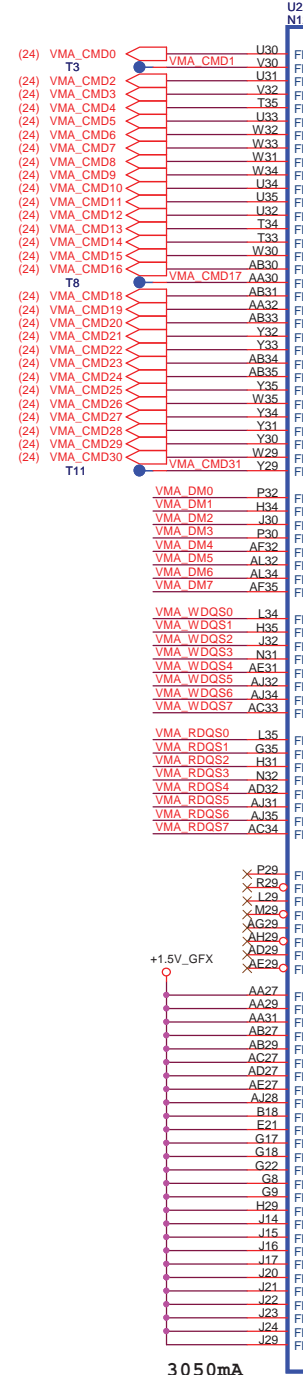 U2
N1
(24) VMA_CMD0 U30 F
T3 VMA_CMD1 V30 F
(24) VMA_CMD2 U31 F
(24) VMA_CMD3 V32 F
(24) VMA_CMD4 T35 F
(24) VMA_CMD5 U33 F
(24) VMA_CMD6 W32 F
(24) VMA_CMD7 W33 F
(24) VMA_CMD8 W31 F
(24) VMA_CMD9 W34 F
(24) VMA_CMD10 U34 F
(24) VMA_CMD11 U35 F
(24) VMA_CMD12 U32 F
(24) VMA_CMD13 T34 F
(24) VMA_CMD14 T33 F
(24) VMA_CMD15 W30 F
(24) VMA_CMD16 AB30 F
T8 VMA_CMD17 AA30 F
(24) VMA_CMD18 AB31 F
(24) VMA_CMD19 AA32 F
(24) VMA_CMD20 AB33 F
(24) VMA_CMD21 Y32 F
(24) VMA_CMD22 Y33 F
(24) VMA_CMD23 AB34 F
(24) VMA_CMD24 AB35 F
(24) VMA_CMD25 Y35 F
(24) VMA_CMD26 W35 F
(24) VMA_CMD27 Y34 F
(24) VMA_CMD28 Y31 F
(24) VMA_CMD29 Y30 F
(24) VMA_CMD30 W29 F
T11 VMA_CMD31 Y29 F
VMA_DM0 P32 F
VMA_DM1 H34 F
VMA_DM2 J30 F
VMA_DM3 P30 F
VMA_DM4 AF32 F
VMA_DM5 AL32 F
VMA_DM6 AL34 F
VMA_DM7 AF35 F
VMA_WDQS0 L34 F
VMA_WDQS1 H35 F
VMA_WDQS2 J32 F
VMA_WDQS3 N31 F
VMA_WDQS4 AE31 F
VMA_WDQS5 AJ32 F
VMA_WDQS6 AJ34 F
VMA_WDQS7 AC33 F
VMA_RDQS0 L35 F
VMA_RDQS1 G35 F
VMA_RDQS2 H31 F
VMA_RDQS3 N32 F
VMA_RDQS4 AD32 F
VMA_RDQS5 AJ31 F
VMA_RDQS6 AJ35 F
VMA_RDQS7 AC34 F
P29 F
R29 F
L29 F
M29 F
AG29 F
AH29 F
AD29 F
+1.5V_GFX AE29 F
AA27 F
AA29 F
AA31 F
AB27 F
AB29 F
AC27 F
AD27 F
AE27 F
AJ28 F
B18 F
E21 F
G17 F
G18 F
G22 F
G8 F
G9 F
H29 F
J14 F
J15 F
J16 F
J17 F
J20 F
J21 F
J22 F
J23 F
J24 F
J29 F
3050mA